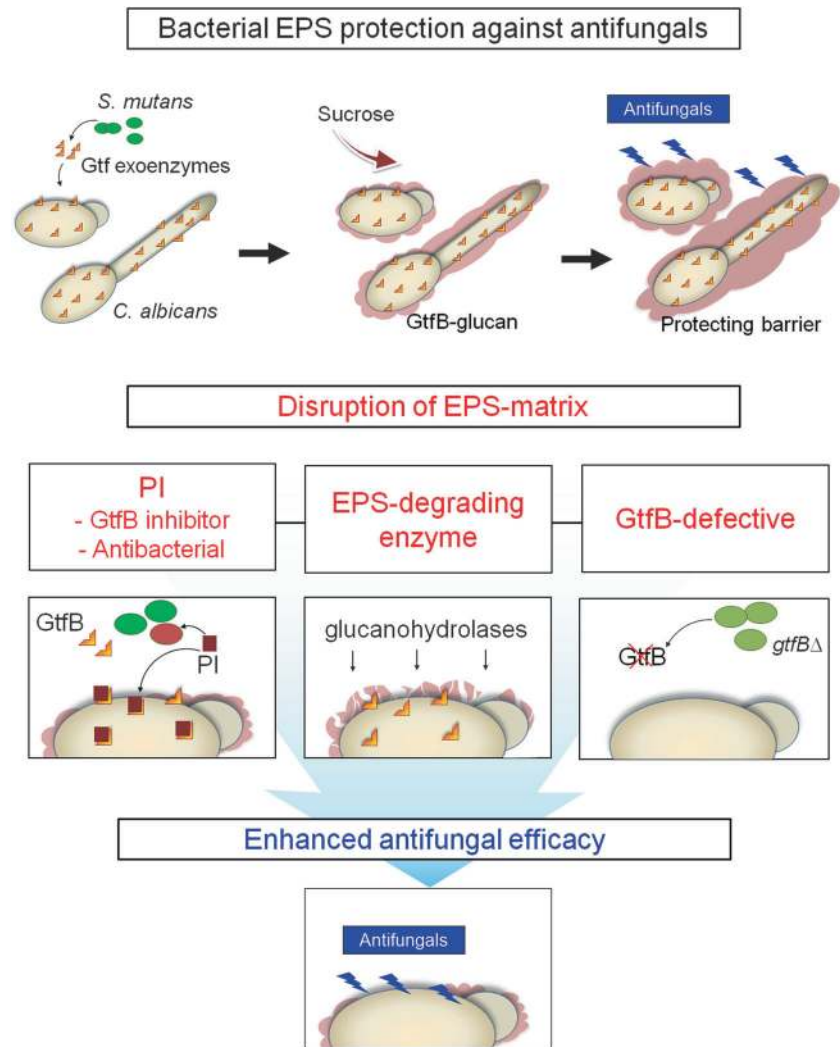 Bacterial EPS protection against antifungals
S. mutans
Gtf exoenzymes
C. albicans
Sucrose
GtfB-glucan
Antifungals
Protecting barrier
Disruption of EPS-matrix
PI
- GtfB inhibitor
- Antibacterial
EPS-degrading
enzyme
GtfB-defective
GtfB
PI
glucanohydrolases
GtfB
gtfBΔ
Enhanced antifungal efficacy
Antifungals